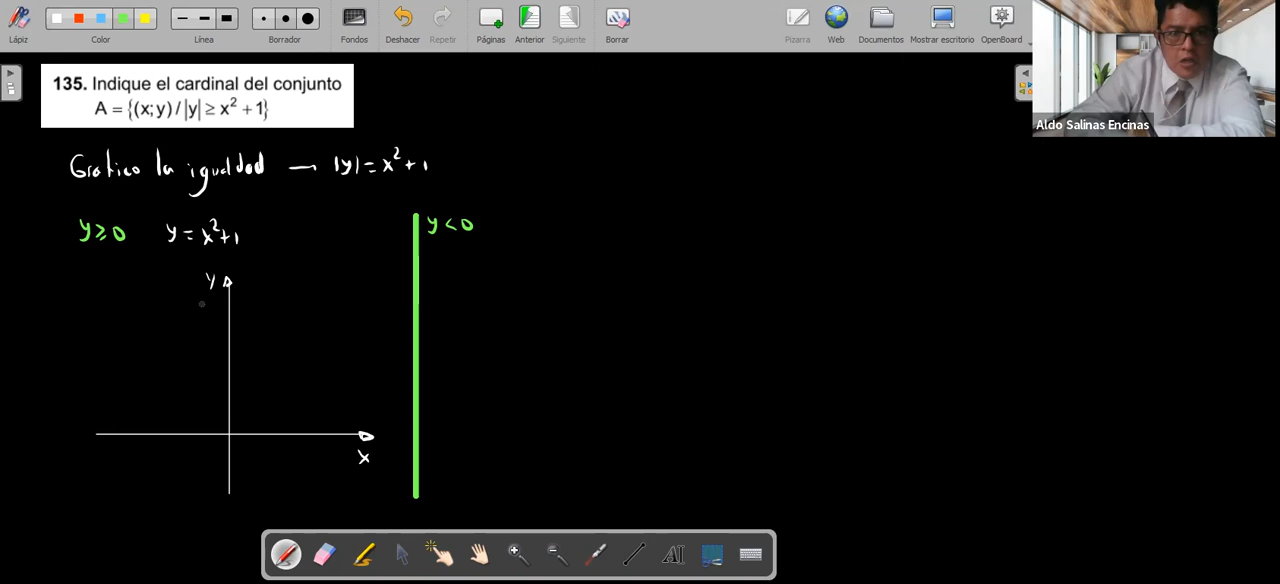 Lápiz
Color
Línea
Borrador
Fondos
Deshacer
Repetir
Páginas
Anterior
Siguiente
Borrar
Pizarra
Web
Documentos
Mostrar escritorio
OpenBoard
Aldo Salinas Encinas
135. Indique el cardinal del conjunto
A = {(x; y) / |y| ≥ x² + 1}
Grafico la igualdad — |y| = x² + 1
y ≥ 0 y = x² + 1
y < 0
y
x
AI